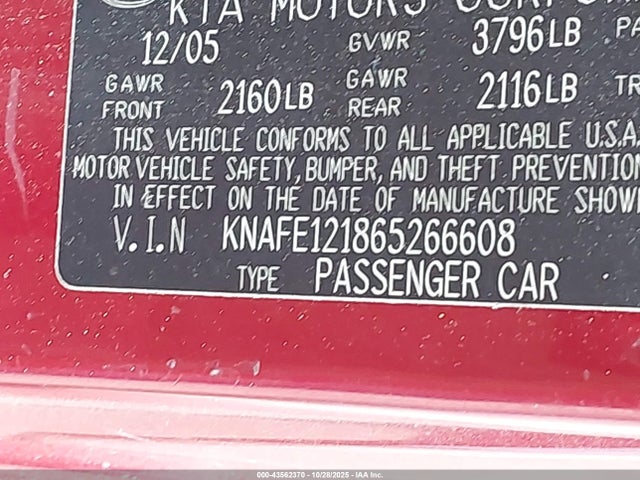 KIA MOTORS
12/05 GVWR 3796LB
GAWR FRONT 2160LB GAWR REAR 2116LB
THIS VEHICLE CONFORMS TO ALL APPLICABLE U.S.A.
MOTOR VEHICLE SAFETY, BUMPER, AND THEFT PREVENTION
IN EFFECT ON THE DATE OF MANUFACTURE SHOW
V.I.N KNAFE121865266608
TYPE PASSENGER CAR
000-43562370 - 10/28/2025 - IAA Inc.